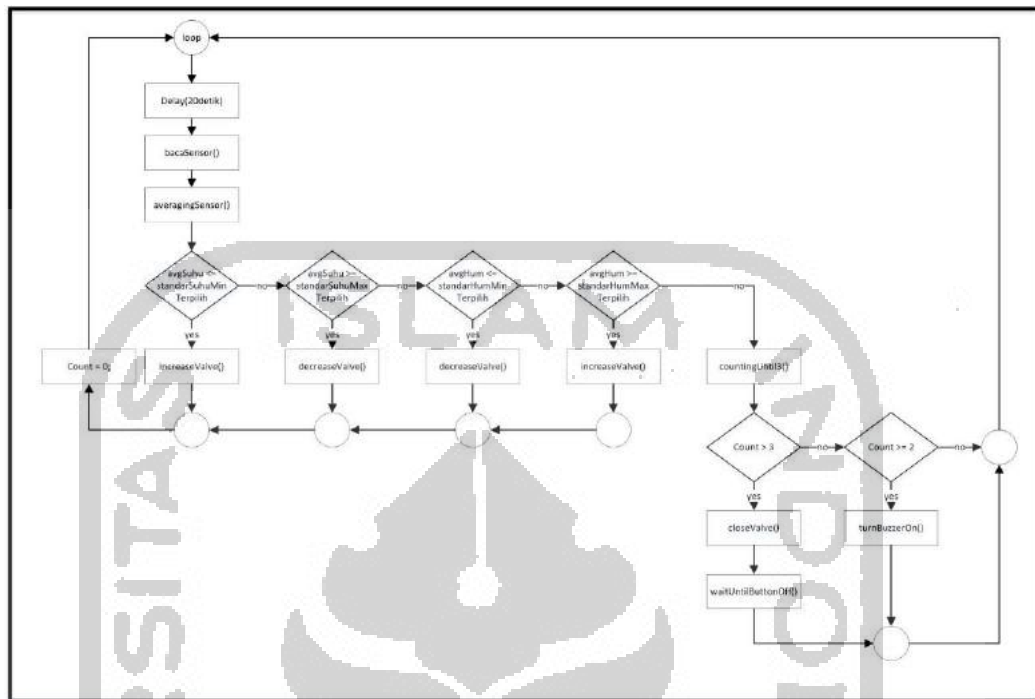 loop
Delay(20detik)
bacaSensor()
averagingSensor()
avgSuhu <=
standarSuhuMin
Terpilih
no
avgSuhu >=
standarSuhuMax
Terpilih
no
avgHum <=
standarHumMin
Terpilih
no
avgHum >=
standarHumMax
Terpilih
no
yes
yes
yes
yes
Count = 0;
increaseValve()
decreaseValve()
decreaseValve()
increaseValve()
countingUntil3()
Count > 3
no
Count >= 2
no
yes
yes
closeValve()
turnBuzzerOn()
waitUntilButtonOff()
ISLAM